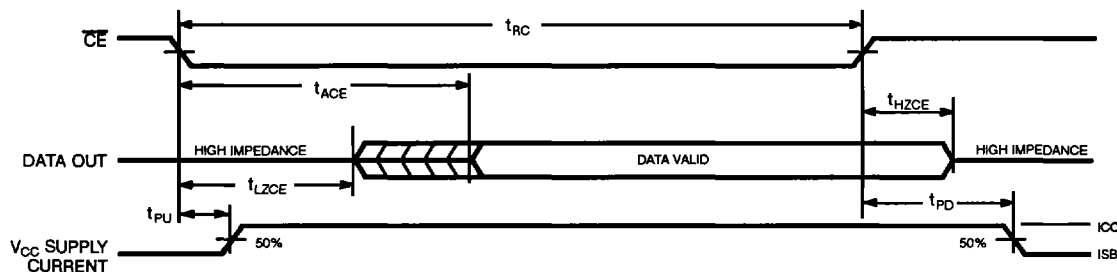 tRC
CE
tACE
tHZCE
DATA OUT
HIGH IMPEDANCE
DATA VALID
HIGH IMPEDANCE
tLZCE
tPD
tPU
ICC
VCC SUPPLY
CURRENT
50%
50%
ISB